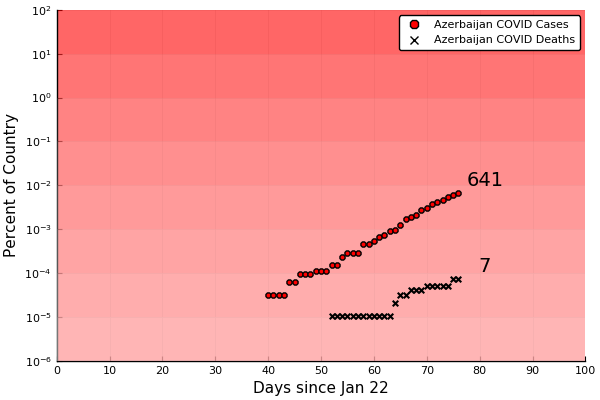 10²
10¹
10⁰
10⁻¹
10⁻²
10⁻³
10⁻⁴
10⁻⁵
10⁻⁶
Percent of Country
Azerbaijan COVID Cases
Azerbaijan COVID Deaths
641
7
0 10 20 30 40 50 60 70 80 90 100
Days since Jan 22